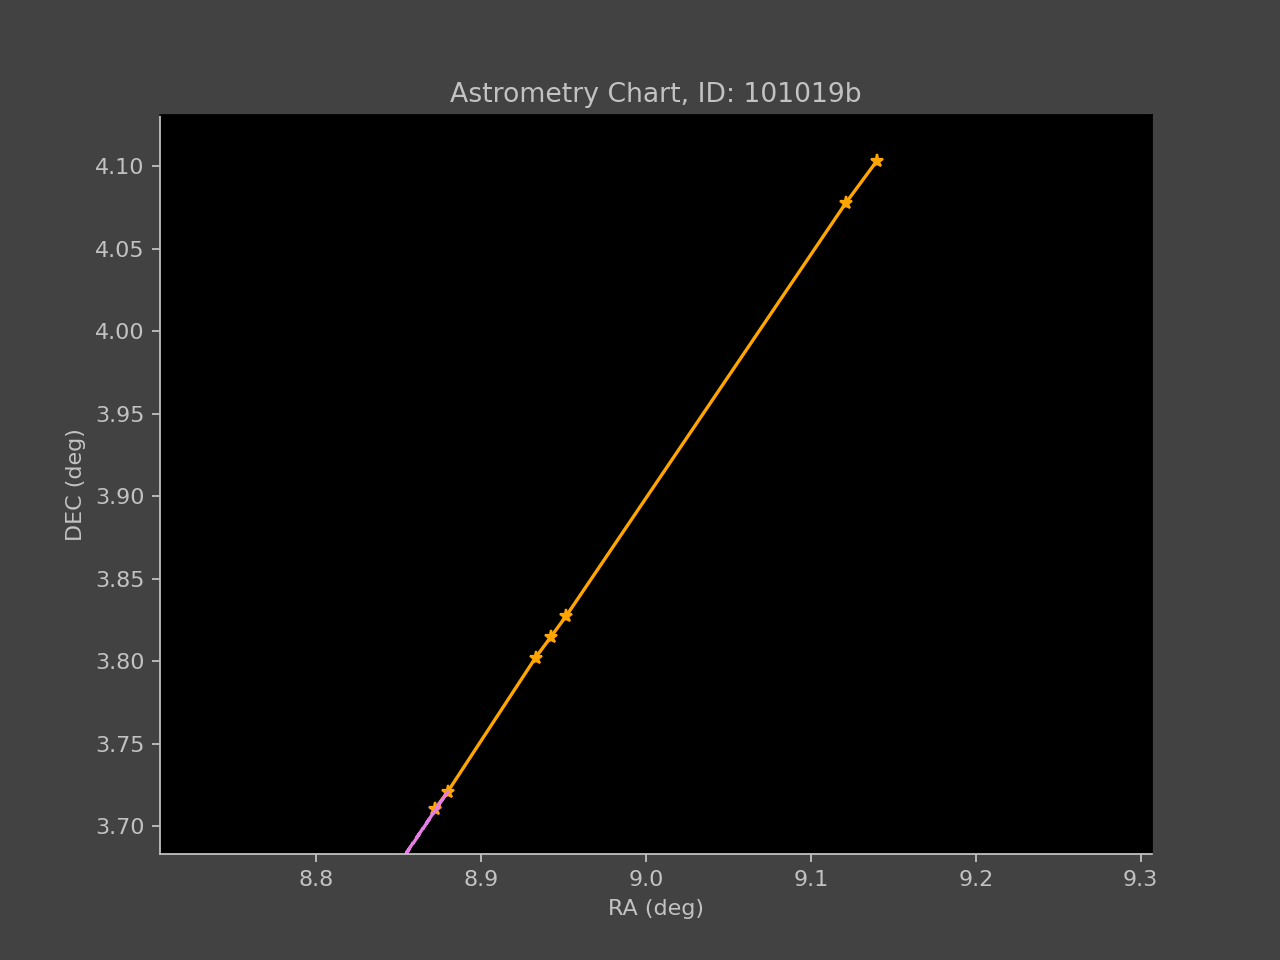 Astrometry Chart, ID: 101019b
4.10
4.05
4.00
3.95
3.90
3.85
3.80
3.75
3.70
DEC (deg)
8.8 8.9 9.0 9.1 9.2 9.3
RA (deg)